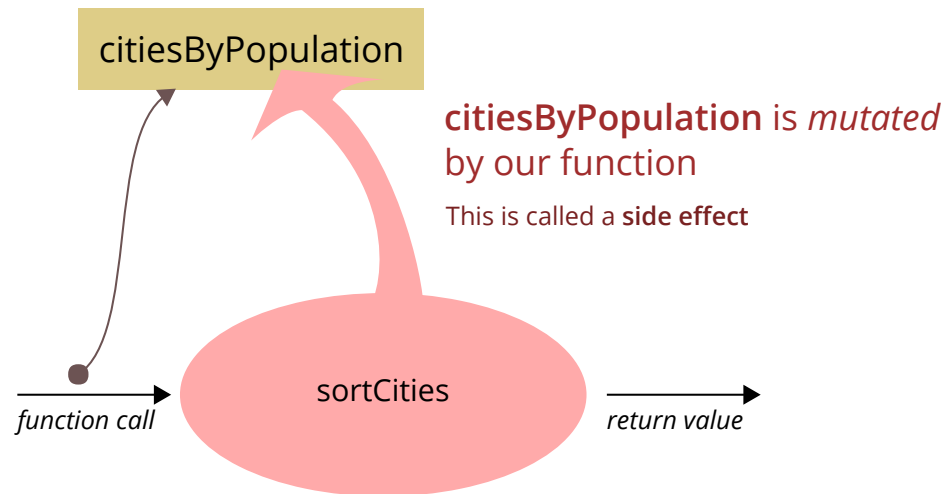 citiesByPopulation
citiesByPopulation is mutated
by our function
This is called a side effect
sortCities
function call
return value